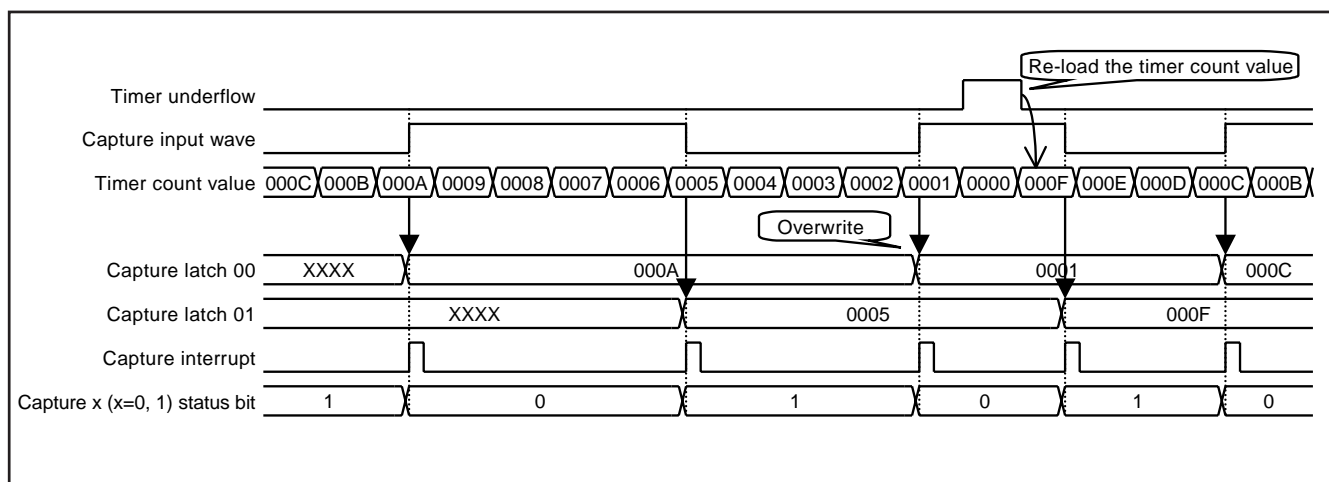 Re-load the timer count value
Timer underflow
Capture input wave
Timer count value 000C 000B 000A 0009 0008 0007 0006 0005 0004 0003 0002 0001 0000 000F 000E 000D 000C 000B
Overwrite
Capture latch 00 XXXX 000A 0001 000C
Capture latch 01 XXXX 0005 000F
Capture interrupt
Capture x (x=0, 1) status bit 1 0 1 0 1 0